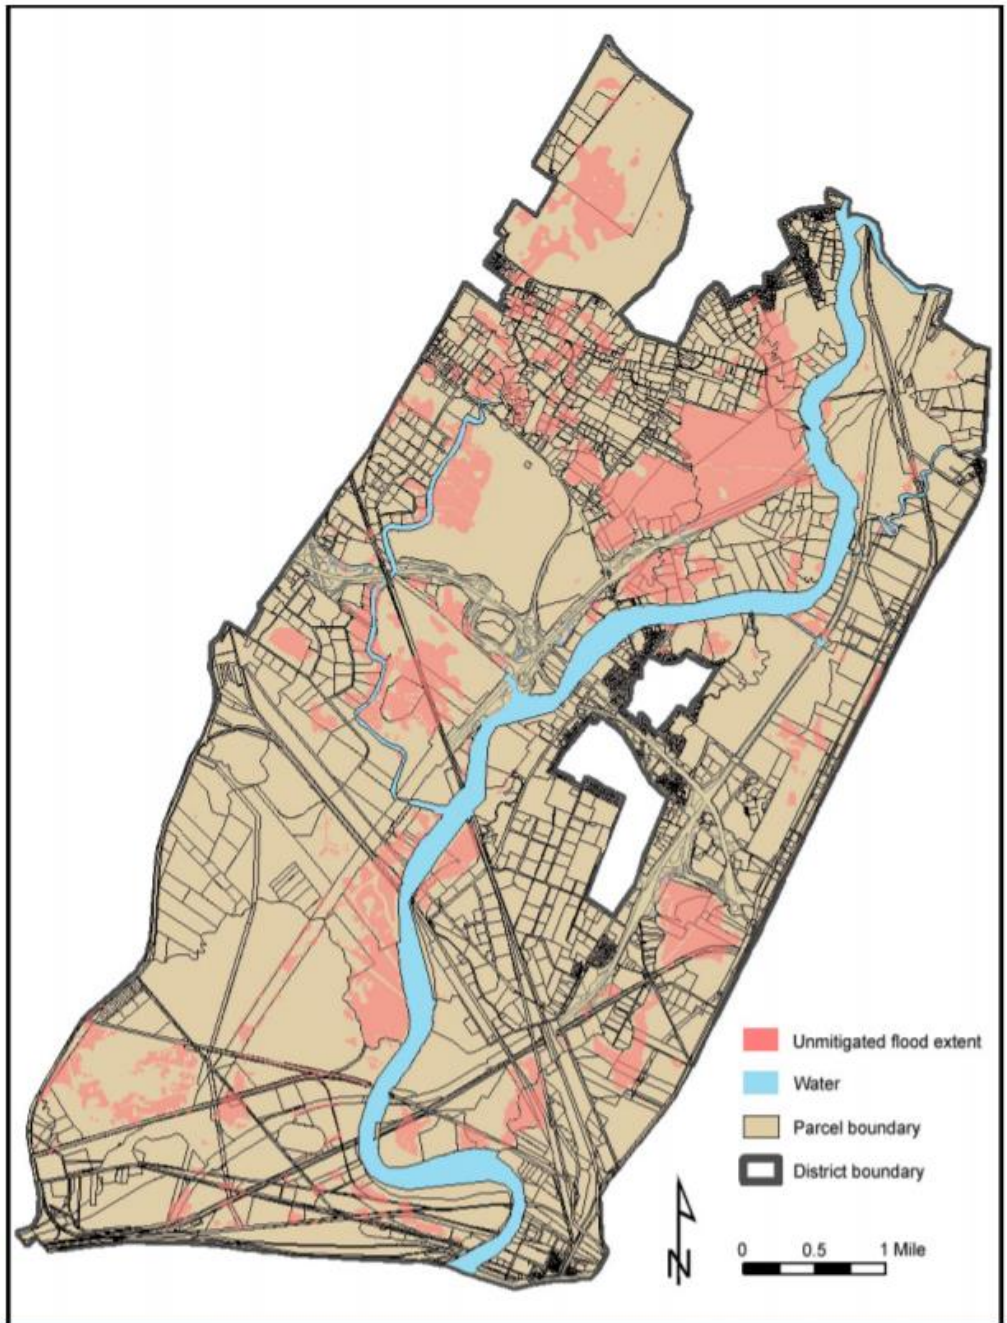 Unmitigated flood extent
Water
Parcel boundary
District boundary
N
0 0.5 1 Mile